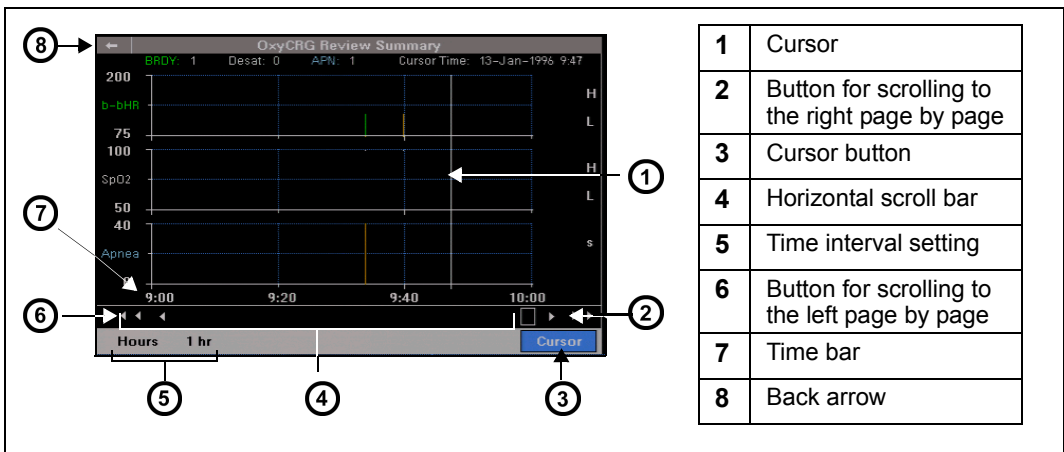 OxyCRG Review Summary
BRDY: 1 Desat: 0 APN: 1 Cursor Time: 13-Jan-1996 9:47
200
b-bHR
75
H
L
100
SpO2
50
H
L
40
Apnea
s
9:00 9:20 9:40 10:00
Hours 1 hr Cursor
8
7
6
5
4
3
2
1
1 Cursor
2 Button for scrolling to
the right page by page
3 Cursor button
4 Horizontal scroll bar
5 Time interval setting
6 Button for scrolling to
the left page by page
7 Time bar
8 Back arrow